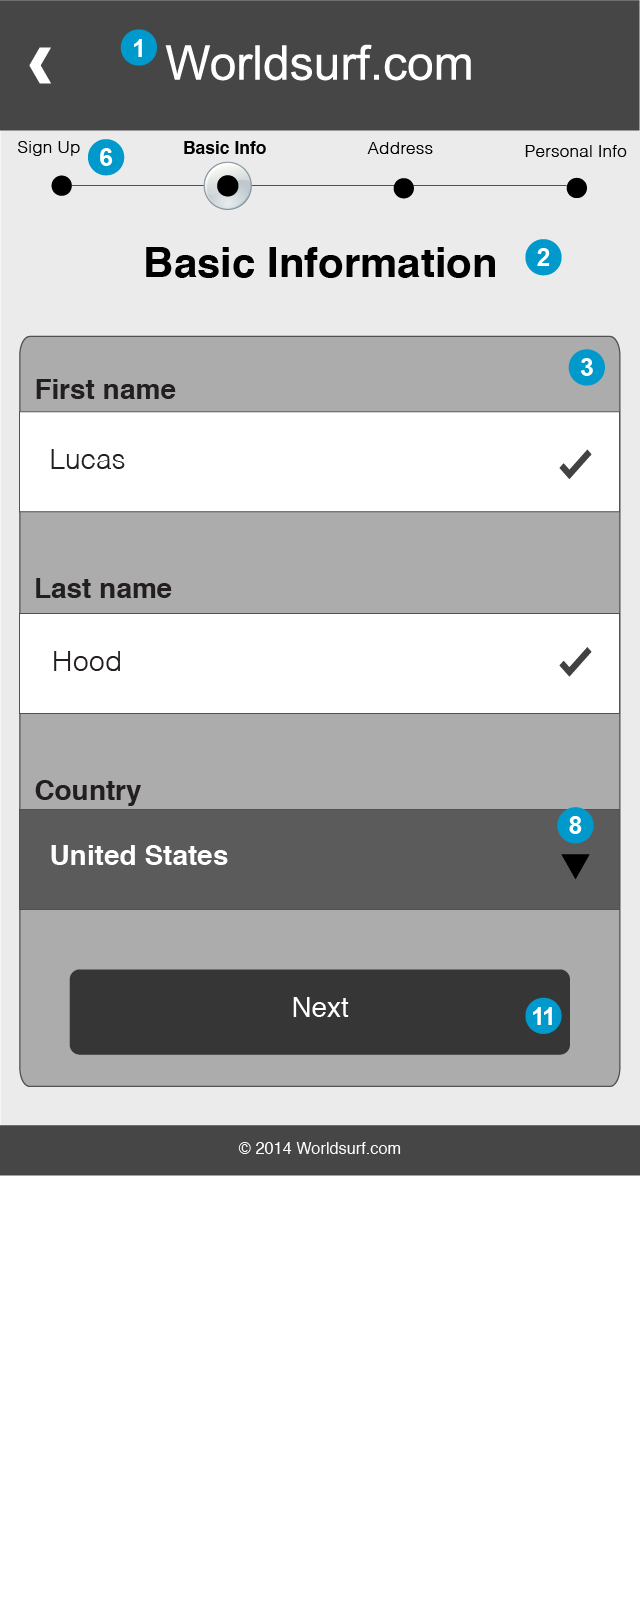 1 Worldsurf.com
Sign Up 6 Basic Info Address Personal Info
Basic Information 2
3
First name
Lucas
Last name
Hood
Country
8
United States
Next 11
© 2014 Worldsurf.com